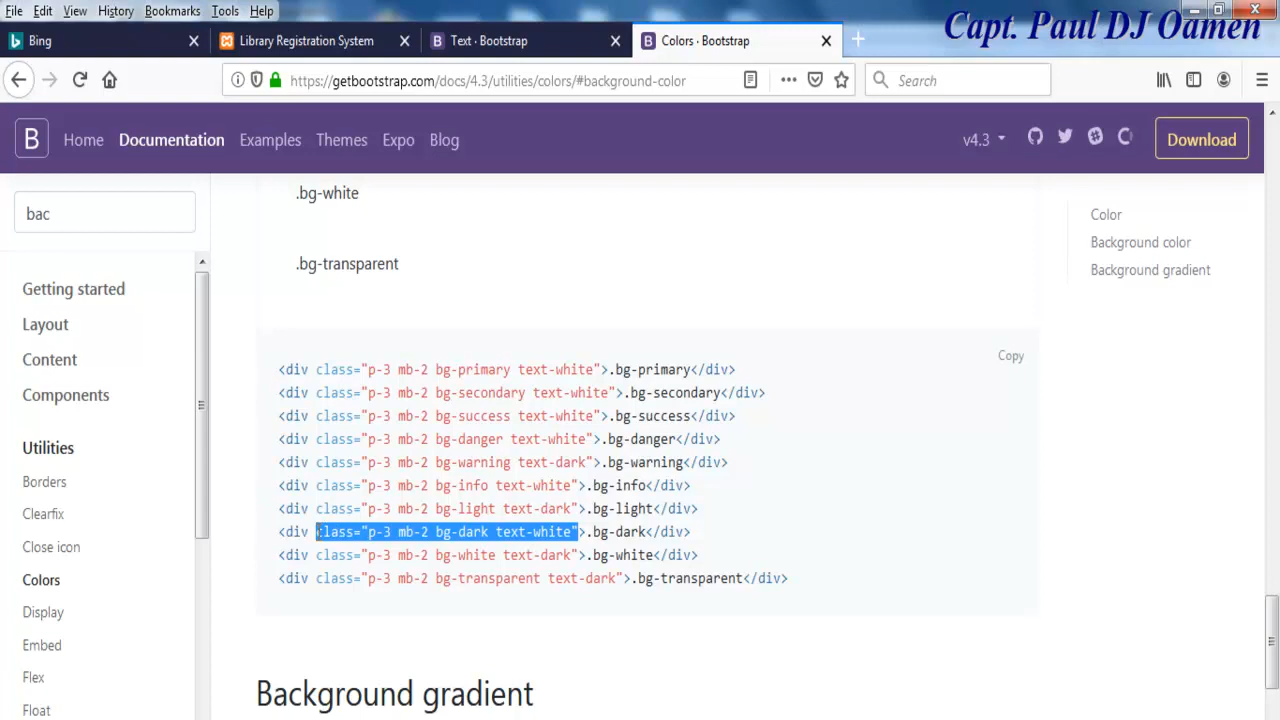 File Edit View History Bookmarks Tools Help
Capt. Paul DJ Oamen
Bing
Library Registration System
Text · Bootstrap
Colors · Bootstrap
https://getbootstrap.com/docs/4.3/utilities/colors/#background-color
Search
B
Home Documentation Examples Themes Expo Blog
v4.3
Download
bac
Getting started
Layout
Content
Components
Utilities
Borders
Clearfix
Close icon
Colors
Display
Embed
Flex
Float
.bg-white
.bg-transparent
Copy
<div class="p-3 mb-2 bg-primary text-white">.bg-primary</div>
<div class="p-3 mb-2 bg-secondary text-white">.bg-secondary</div>
<div class="p-3 mb-2 bg-success text-white">.bg-success</div>
<div class="p-3 mb-2 bg-danger text-white">.bg-danger</div>
<div class="p-3 mb-2 bg-warning text-dark">.bg-warning</div>
<div class="p-3 mb-2 bg-info text-white">.bg-info</div>
<div class="p-3 mb-2 bg-light text-dark">.bg-light</div>
<div class="p-3 mb-2 bg-dark text-white">.bg-dark</div>
<div class="p-3 mb-2 bg-white text-dark">.bg-white</div>
<div class="p-3 mb-2 bg-transparent text-dark">.bg-transparent</div>
Background gradient
Color
Background color
Background gradient